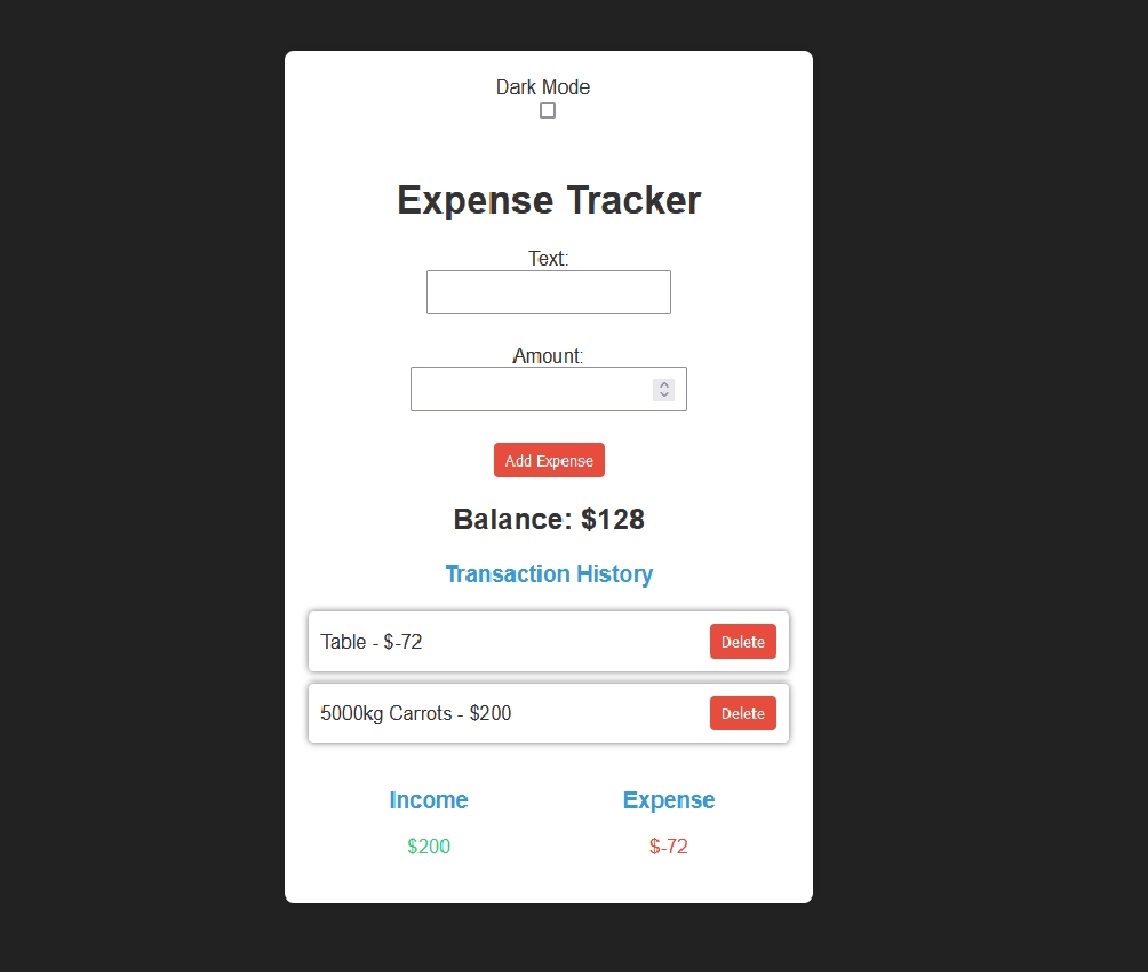 Dark Mode
Expense Tracker
Text:
Amount:
Add Expense
Balance: $128
Transaction History
Table - $-72
Delete
5000kg Carrots - $200
Delete
Income
Expense
$200
$-72